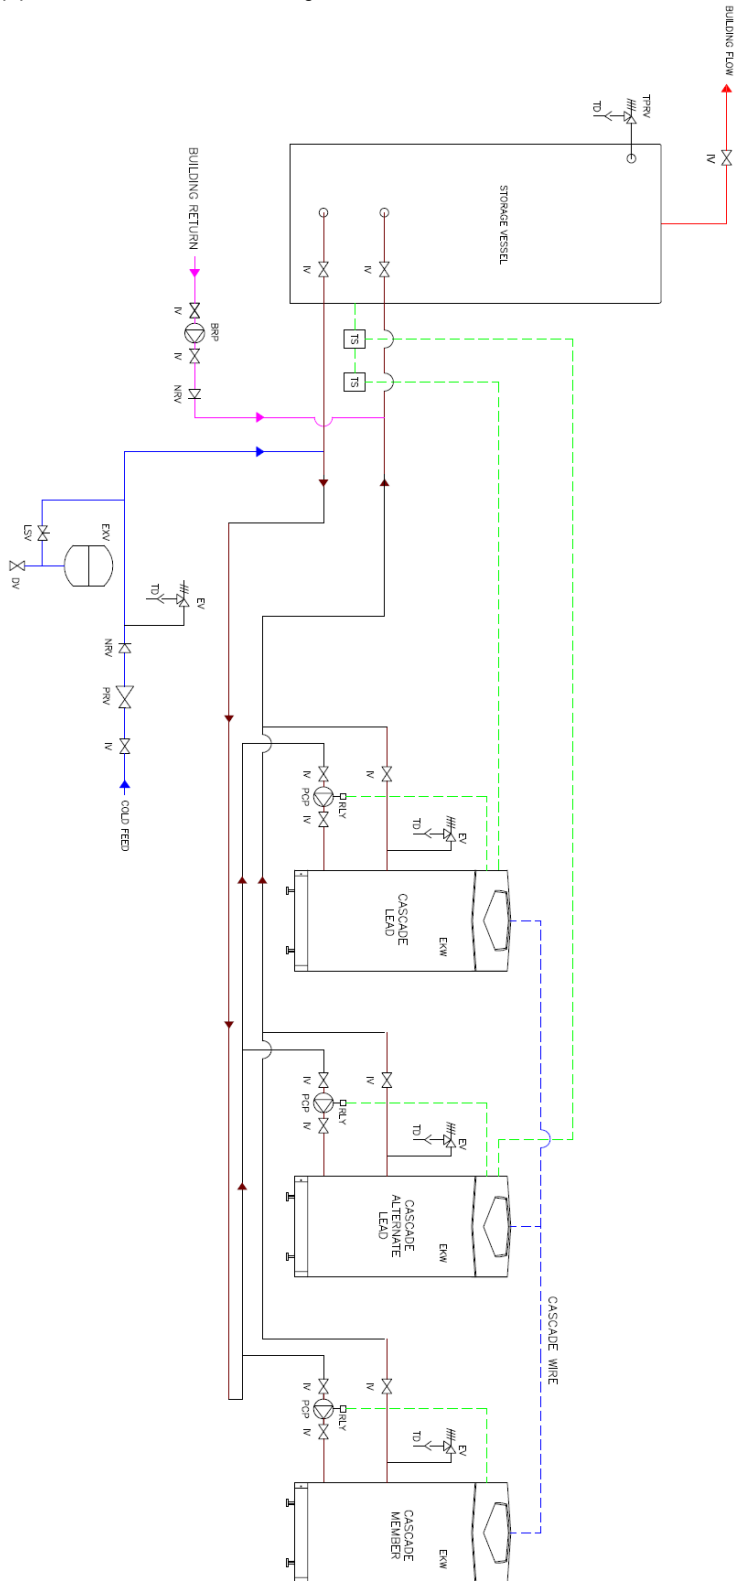 BUILDING FLOW
IV
TPRV
TD
STORAGE VESSEL
BUILDING RETURN
IV
IV
IV
BRP
IV
NRV
TS
TS
LSV
EXV
DV
TD
EV
NRV
PRV
IV
COLD FEED
IV
PCP
RLY
IV
IV
TD
EV
CASCADE
LEAD
EKW
IV
PCP
RLY
IV
IV
TD
EV
CASCADE
ALTERNATE
LEAD
EKW
CASCADE WIRE
IV
PCP
RLY
IV
IV
TD
EV
CASCADE
MEMBER
EKW